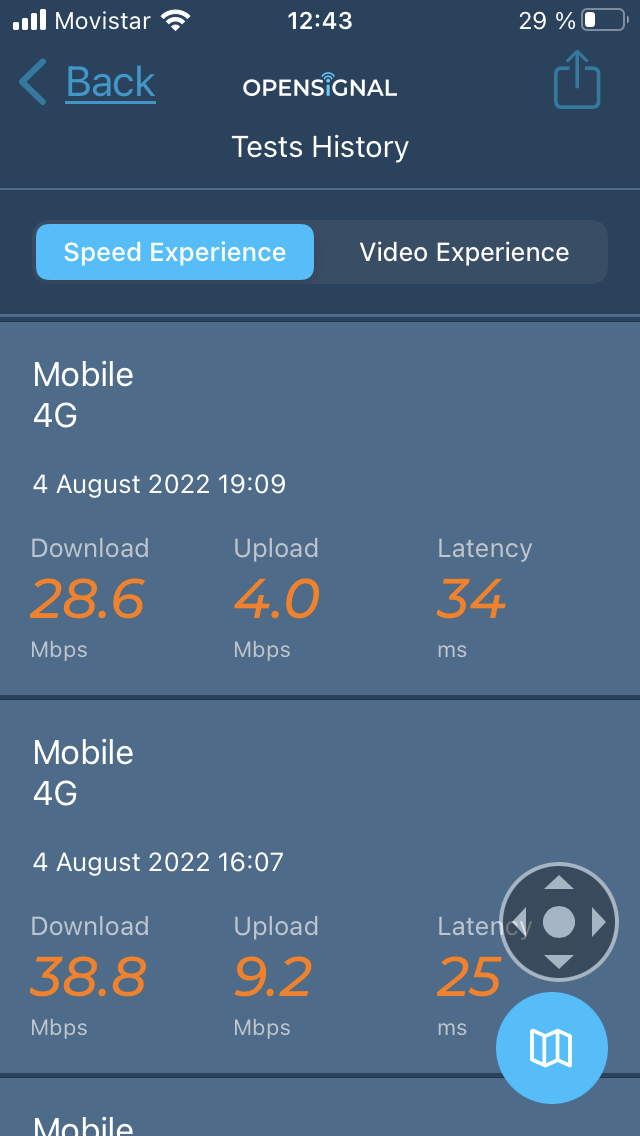 Movistar 12:43 29 %
Back
OPENSiGNAL
Tests History
Speed Experience Video Experience
Mobile
4G
4 August 2022 19:09
Download Upload Latency
28.6 4.0 34
Mbps Mbps ms
Mobile
4G
4 August 2022 16:07
Download Upload Latency
38.8 9.2 25
Mbps Mbps ms
Mobile